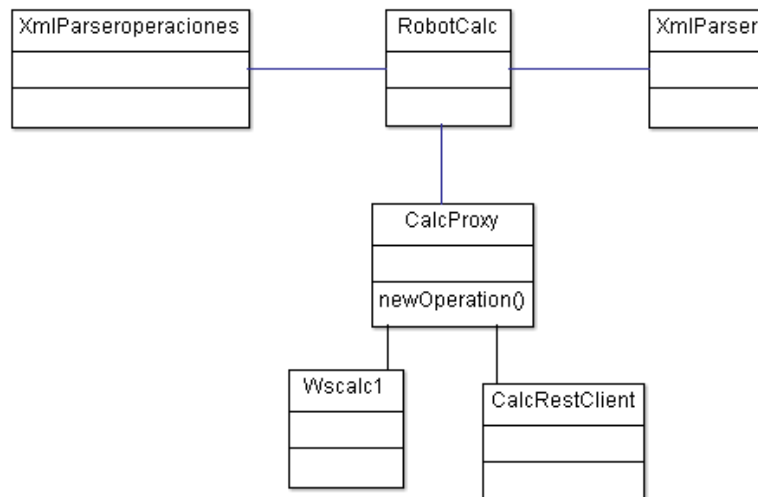 XmlParseroperaciones
RobotCalc
XmlParser
CalcProxy
newOperation()
Wscalc1
CalcRestClient